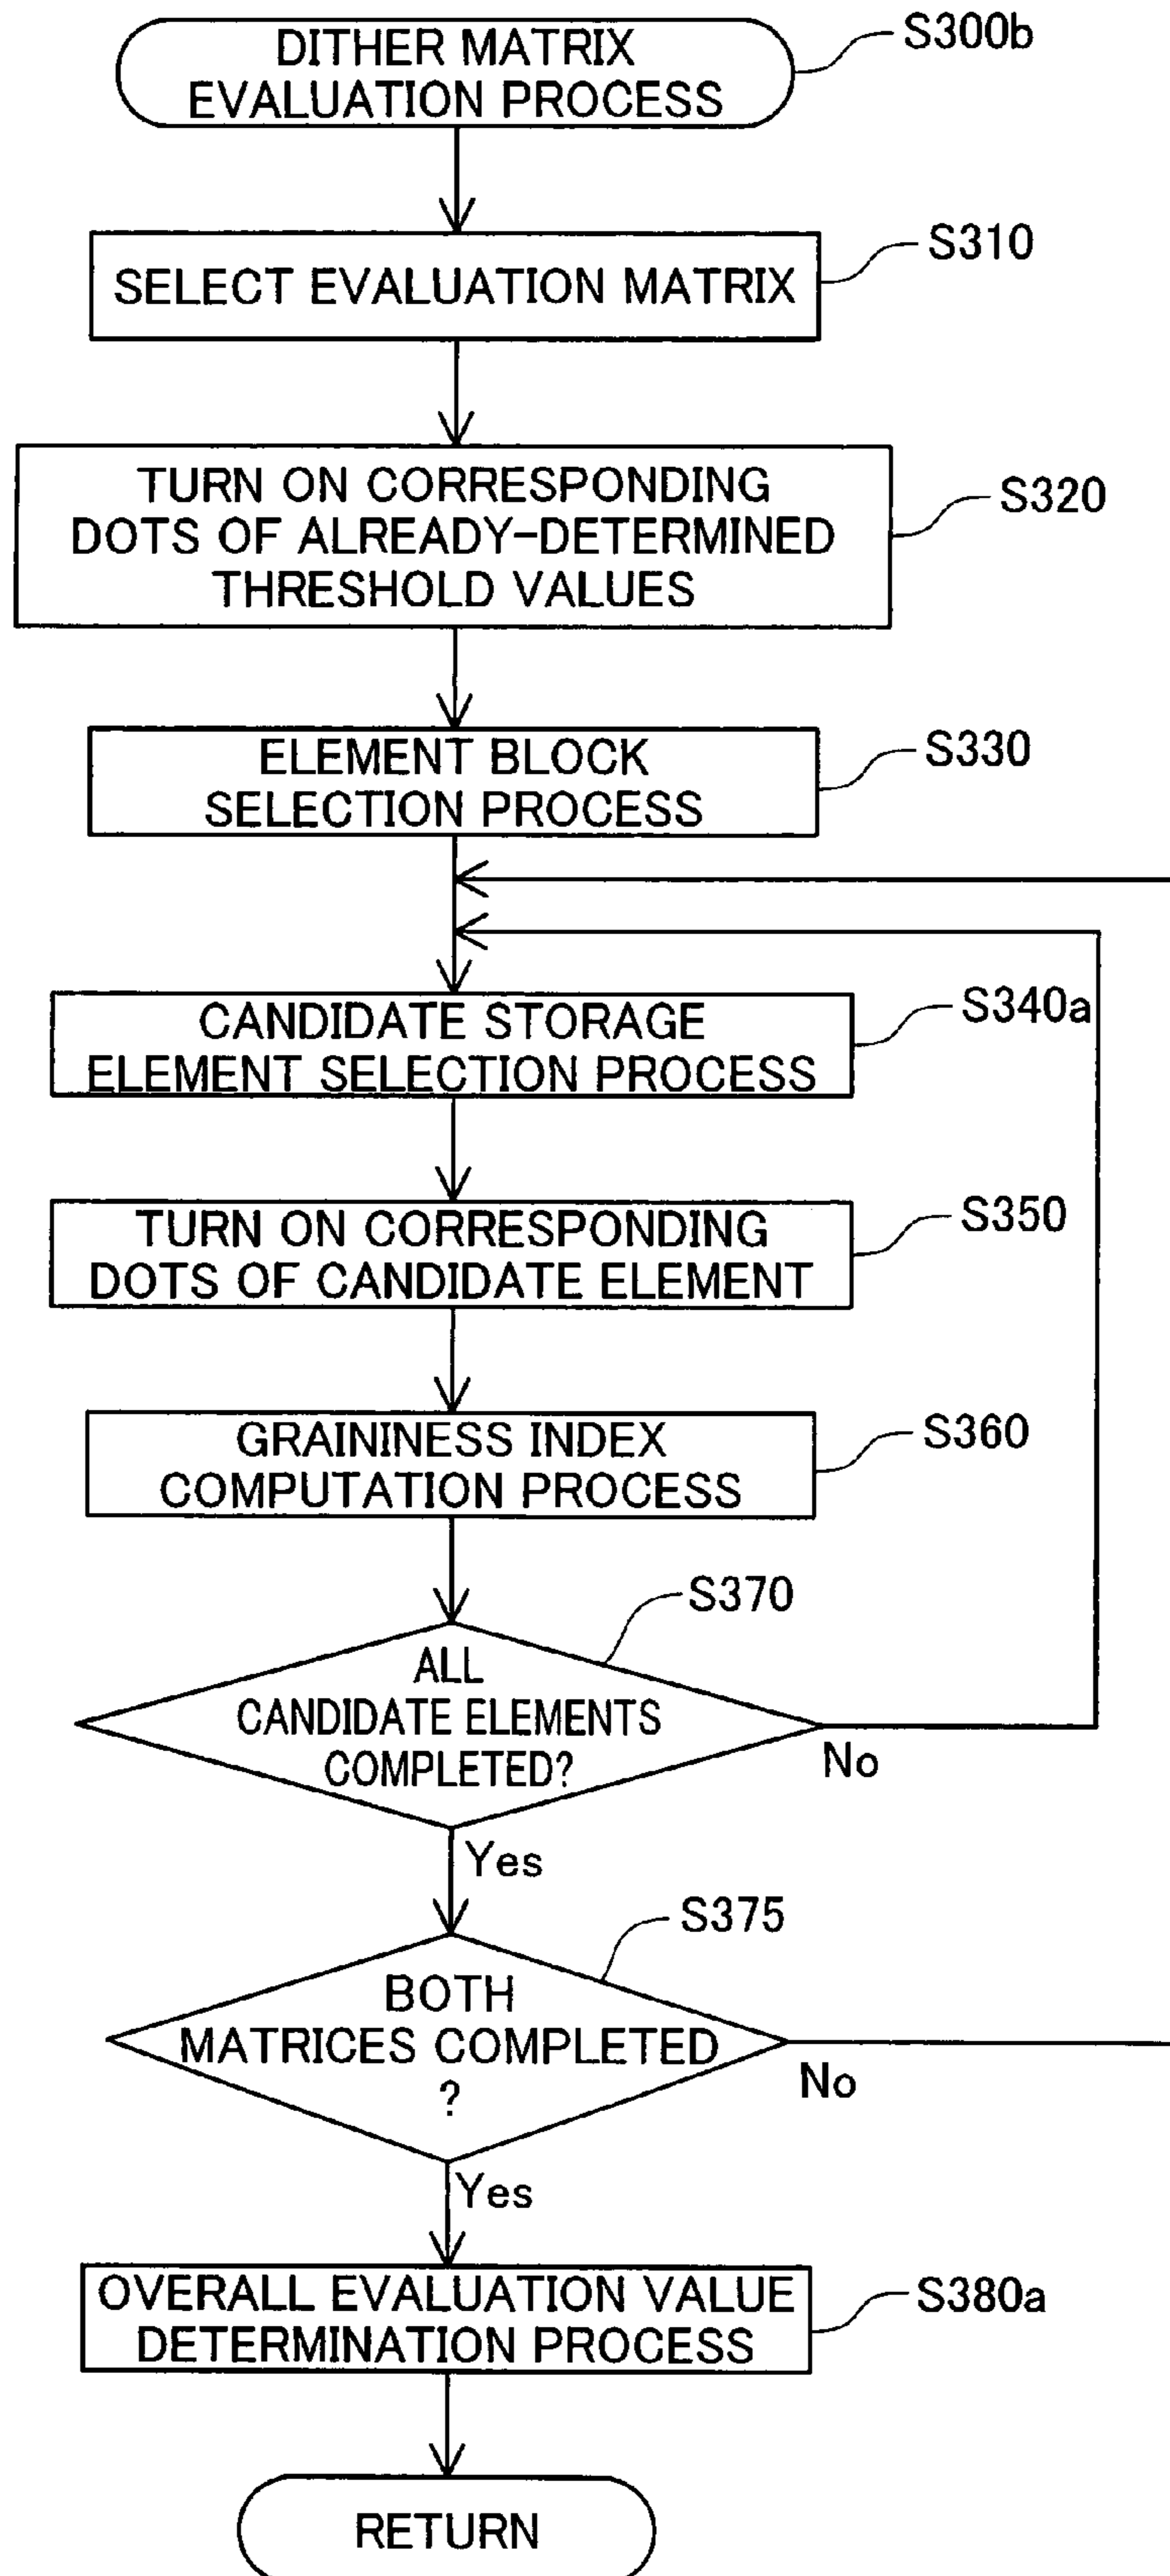 DITHER MATRIX
EVALUATION PROCESS
S300b
SELECT EVALUATION MATRIX
S310
TURN ON CORRESPONDING
DOTS OF ALREADY-DETERMINED
THRESHOLD VALUES
S320
ELEMENT BLOCK
SELECTION PROCESS
S330
CANDIDATE STORAGE
ELEMENT SELECTION PROCESS
S340a
TURN ON CORRESPONDING
DOTS OF CANDIDATE ELEMENT
S350
GRAININESS INDEX
COMPUTATION PROCESS
S360
ALL
CANDIDATE ELEMENTS
COMPLETED?
S370
No
Yes
BOTH
MATRICES COMPLETED
?
S375
No
Yes
OVERALL EVALUATION VALUE
DETERMINATION PROCESS
S380a
RETURN